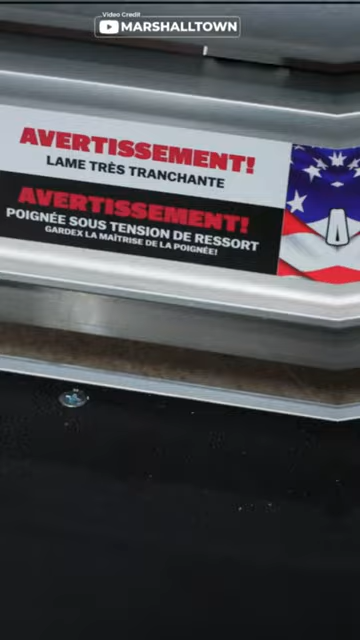 Video Credit
MARSHALLTOWN
AVERTISSEMENT!
LAME TRÈS TRANCHANTE
AVERTISSEMENT!
POIGNÉE SOUS TENSION DE RESSORT
GARDEX LA MAÎTRISE DE LA POIGNÉE!